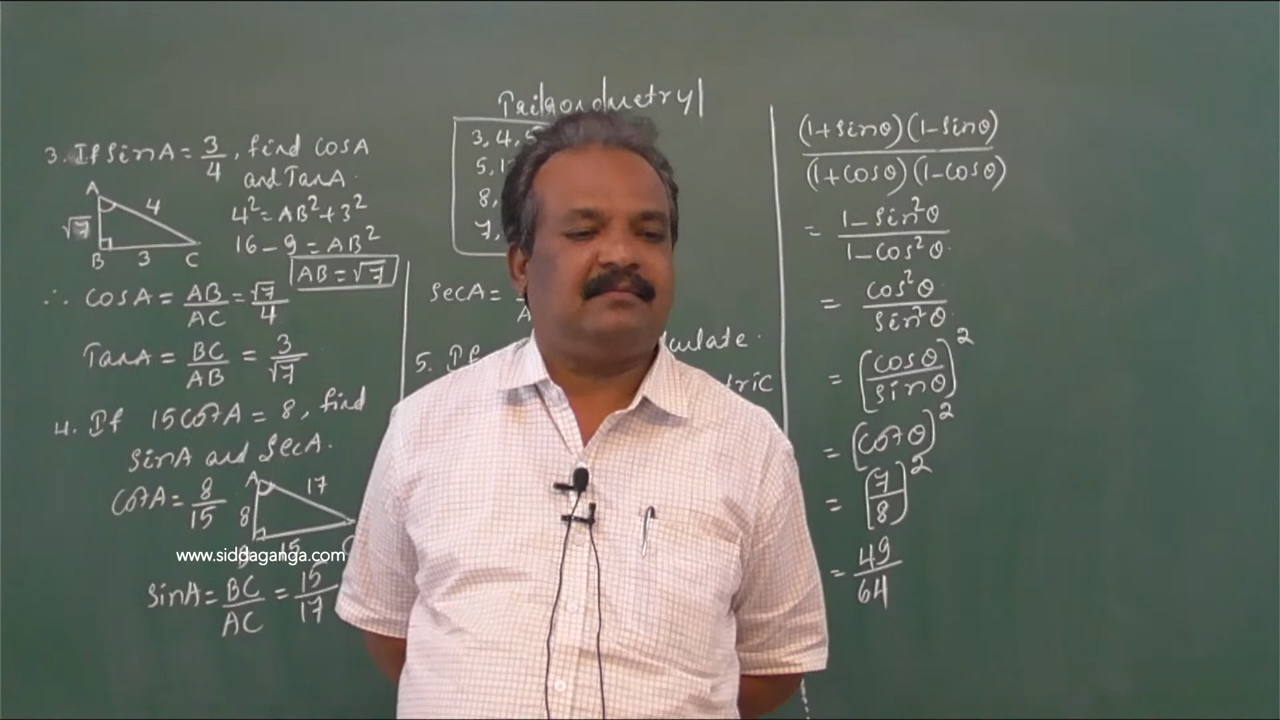 Trigonometry
3, 4, 5
5, 1
8,
7,
3. If sinA = 3/4, find cosA
and TanA.
A
4
√7
B 3 C
4² = AB² + 3²
16 - 9 = AB²
AB = √7
∴ cosA = AB/AC = √7/4
TanA = BC/AB = 3/√7
4. If 15cotA = 8, find
sinA and secA.
cotA = 8/15
A
17
8
B 15
www.siddaganga.com
sinA = BC/AC = 15/17
secA =
A
5. If
culate.
tric
(1+sinθ)(1-sinθ)/(1+cosθ)(1-cosθ)
= 1-sin²θ/1-cos²θ
= cos²θ/sin²θ
= [cosθ/sinθ]²
= (cotθ)²
= [7/8]²
= 49/64